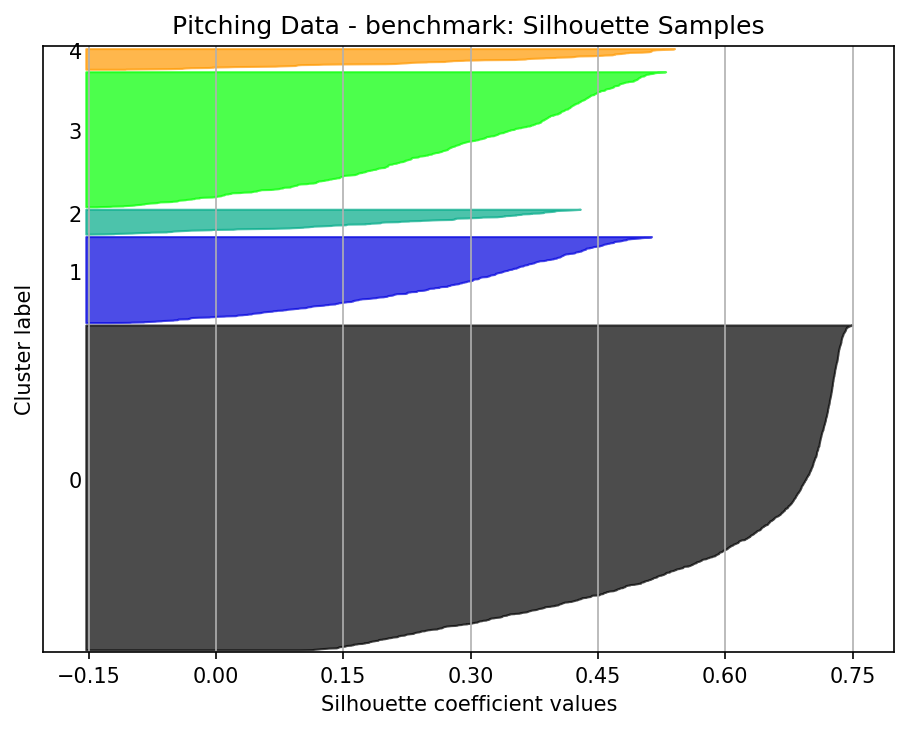 Pitching Data - benchmark: Silhouette Samples
4
3
2
1
0
Cluster label
−0.15 0.00 0.15 0.30 0.45 0.60 0.75
Silhouette coefficient values